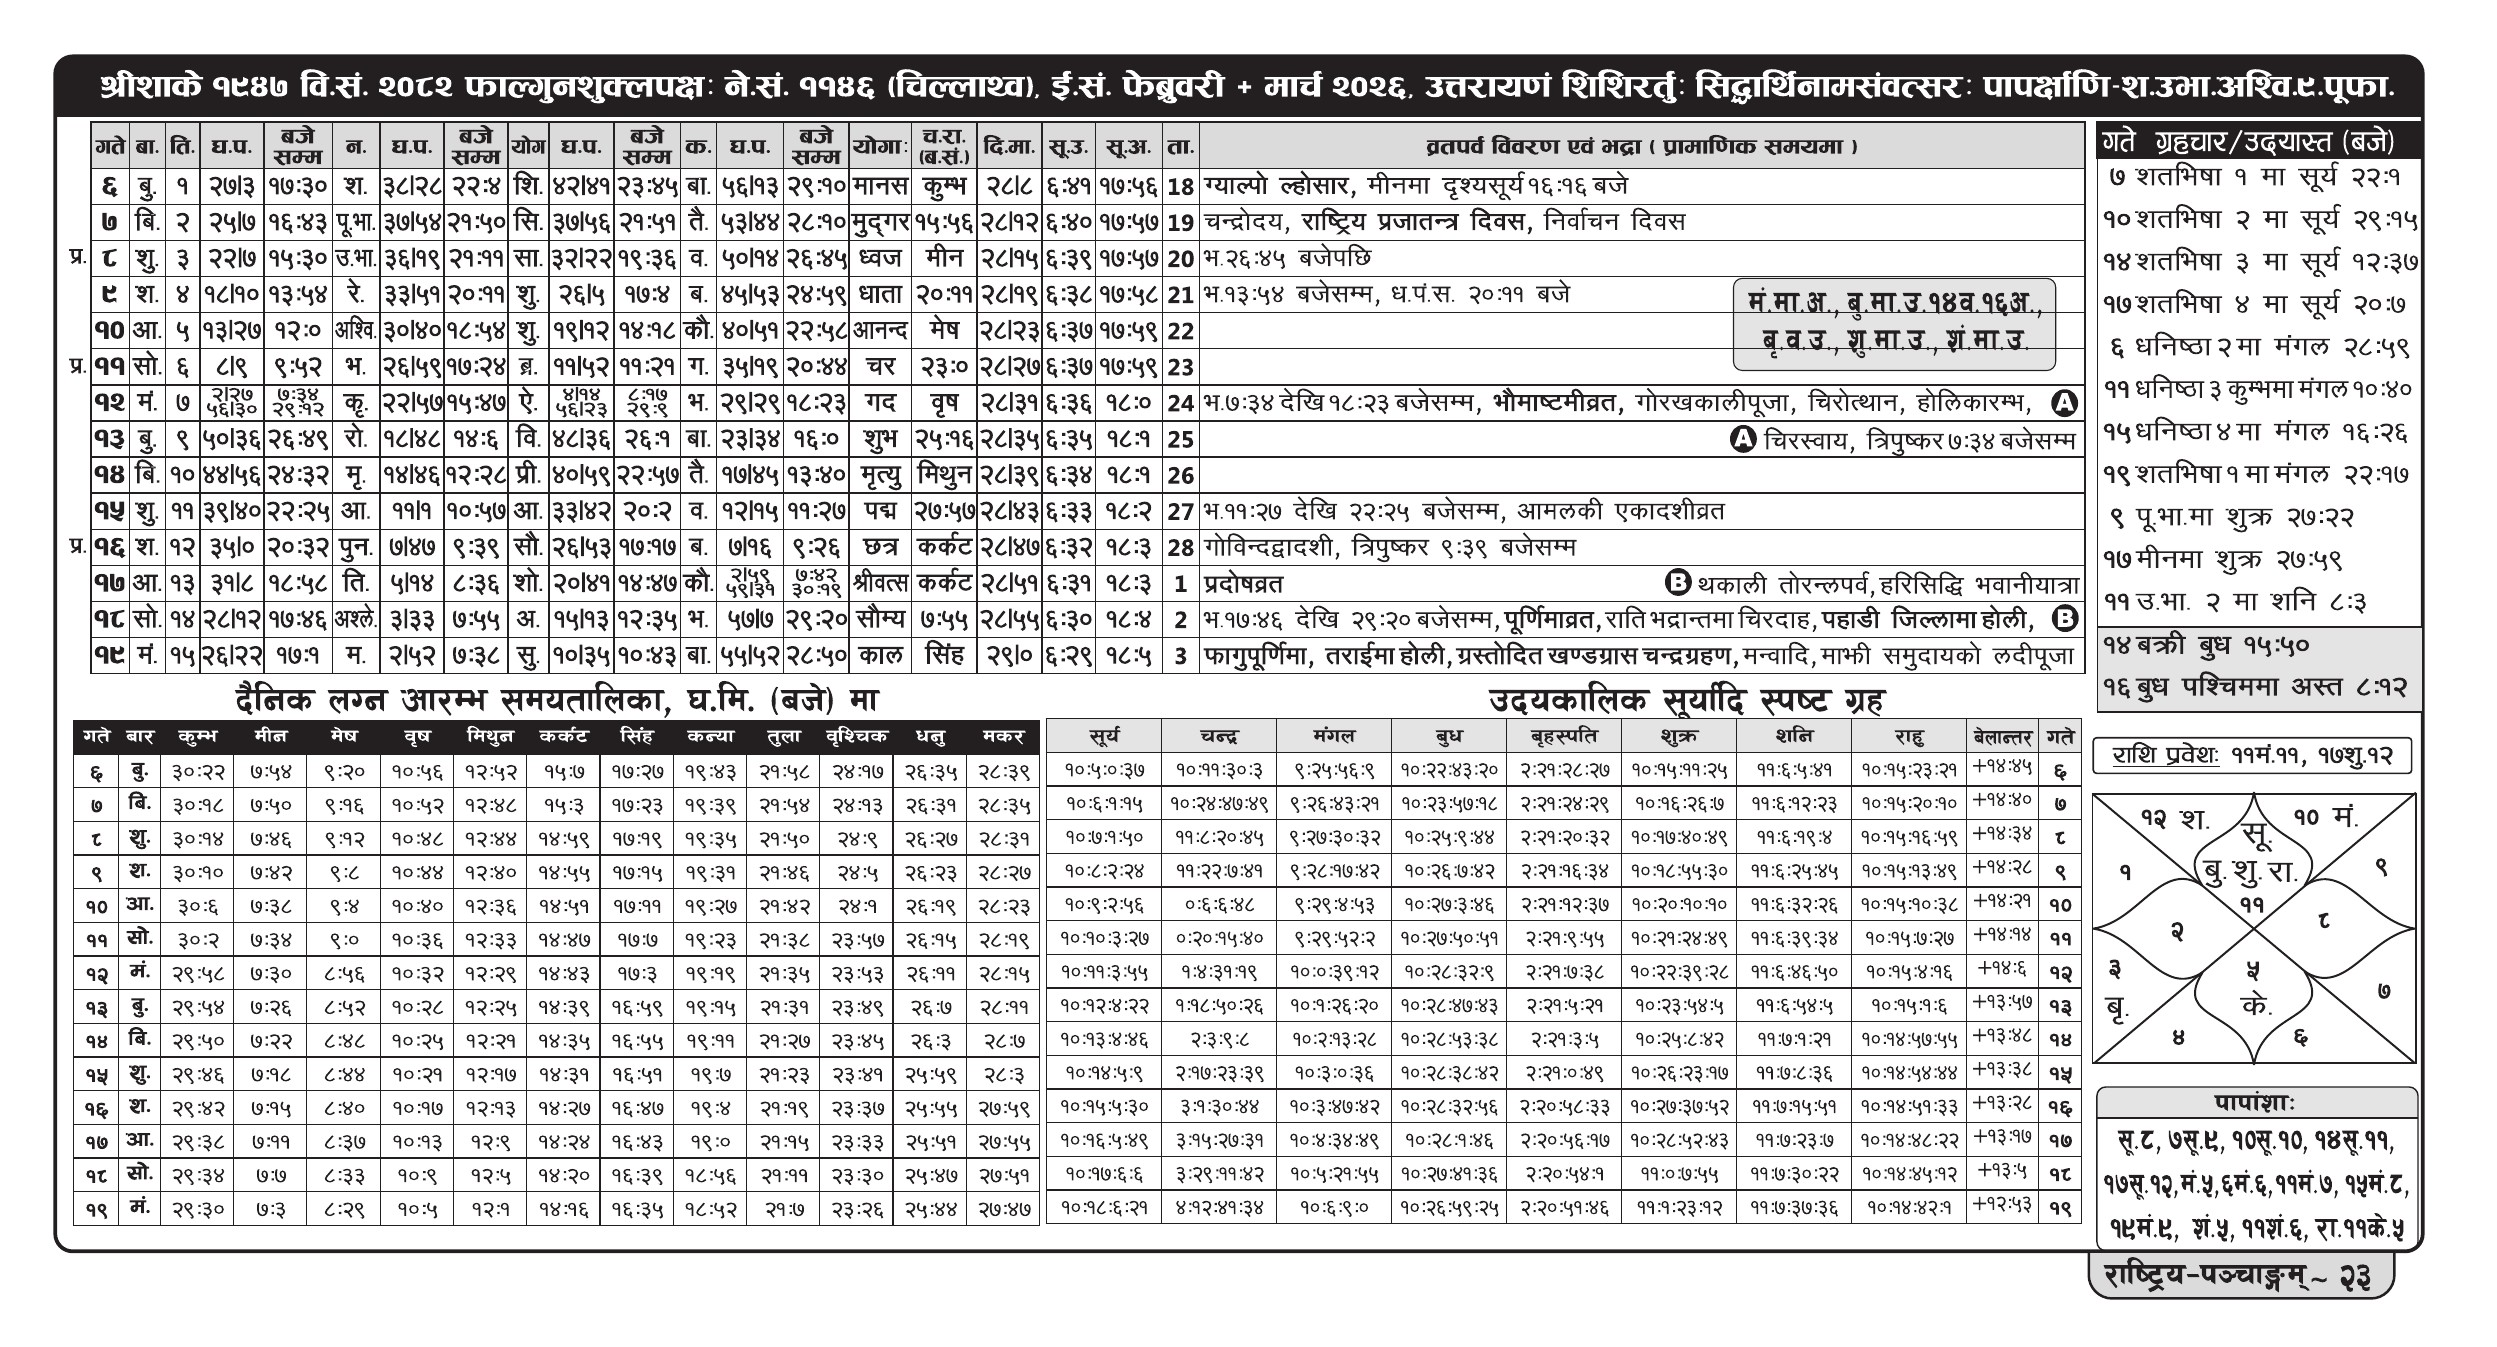 श्रीशाके १९४७ वि.सं. २०८२ फाल्गुनशुक्लपक्षः ने.सं. ११४६ (चिल्लाथ्व), ई.सं. फेब्रुवरी + मार्च २०२६, उत्तरायणं शिशिरर्तुः सिद्धार्थिनामसंवत्सरः पापर्क्षाणि-श.उभा.अश्वि.९.पूफा.
गते बा. ति. घ.प. बजे सम्म न. घ.प. बजे सम्म योग घ.प. बजे सम्म क. घ.प. बजे सम्म योगाः च.रा. (ब.सं.) दि.मा. सू.उ. सू.अ. ता. व्रतपर्व विवरण एवं भद्रा ( प्रामाणिक समयमा )
६ बु. १ २७|३ १७:३० श. ३८|२८ २२:४ शि. ४२|४१ २३:४५ बा. ५६|१३ २९:१० मानस कुम्भ २८|८ ६:४१ १७:५६ 18 ग्याल्पो ल्होसार, मीनमा दृश्यसूर्य १६:१६ बजे
७ बि. २ २५|७ १६:४३ पू.भा. ३७|५४ २१:५० सि. ३७|५६ २१:५१ तै. ५३|४४ २८:१० मुद्गर १५:५६ २८|१२ ६:४० १७:५७ 19 चन्द्रोदय, राष्ट्रिय प्रजातन्त्र दिवस, निर्वाचन दिवस
प्र. ८ शु. ३ २२|७ १५:३० उ.भा. ३६|१९ २१:११ सा. ३२|२२ १९:३६ व. ५०|१४ २६:४५ ध्वज मीन २८|१५ ६:३९ १७:५७ 20 भ.२६:४५ बजेपछि
९ श. ४ १८|१० १३:५४ रे. ३३|५१ २०:११ शु. २६|५ १७:४ ब. ४५|५३ २४:५९ धाता २०:११ २८|१९ ६:३८ १७:५८ 21 भ.१३:५४ बजेसम्म, ध.पं.स. २०:११ बजे
मं.मा.अ., बु.मा.उ.१४व.१६अ.,
१० आ. ५ १३|२७ १२:० अश्वि. ३०|४० १८:५४ शु. १९|१२ १४:१८ कौ. ४०|५१ २२:५८ आनन्द मेष २८|२३ ६:३७ १७:५९ 22
बृ.व.उ., शु.मा.उ., शं.मा.उ.
प्र. ११ सो. ६ ८|९ ९:५२ भ. २६|५९ १७:२४ ब्र. ११|५२ ११:२१ ग. ३५|१९ २०:४४ चर २३:० २८|२७ ६:३७ १७:५९ 23
१२ मं. ७ २|२७ ५६|३० ७:३४ २९:१२ कृ. २२|५७ १५:४७ ऐ. ४|१४ ५६|२३ ८:१७ २९:९ भ. २९|२९ १८:२३ गद वृष २८|३१ ६:३६ १८:० 24 भ.७:३४ देखि १८:२३ बजेसम्म, भौमाष्टमीव्रत, गोरखकालीपूजा, चिरोत्थान, होलिकारम्भ, A
१३ बु. ९ ५०|३६ २६:४९ रो. १८|४८ १४:६ वि. ४८|३६ २६:१ बा. २३|३४ १६:० शुभ २५:१६ २८|३५ ६:३५ १८:१ 25 A चिरस्वाय, त्रिपुष्कर ७:३४ बजेसम्म
१४ बि. १० ४४|५६ २४:३२ मृ. १४|४६ १२:२८ प्री. ४०|५९ २२:५७ तै. १७|४५ १३:४० मृत्यु मिथुन २८|३९ ६:३४ १८:१ 26
१५ शु. ११ ३९|४० २२:२५ आ. ११|१ १०:५७ आ. ३३|४२ २०:२ व. १२|१५ ११:२७ पद्म २७:५७ २८|४३ ६:३३ १८:२ 27 भ.११:२७ देखि २२:२५ बजेसम्म, आमलकी एकादशीव्रत
प्र. १६ श. १२ ३५|० २०:३२ पुन. ७|४७ ९:३९ सौ. २६|५३ १७:१७ ब. ७|१६ ९:२६ छत्र कर्कट २८|४७ ६:३२ १८:३ 28 गोविन्दद्वादशी, त्रिपुष्कर ९:३९ बजेसम्म
१७ आ. १३ ३१|८ १८:५८ ति. ५|१४ ८:३६ शो. २०|४१ १४:४७ कौ. २|५९ ५९|३१ ७:४२ ३०:१९ श्रीवत्स कर्कट २८|५१ ६:३१ १८:३ 1 प्रदोषव्रत B थकाली तोरन्लपर्व, हरिसिद्धि भवानीयात्रा
१८ सो. १४ २८|१२ १७:४६ अश्ले. ३|३३ ७:५५ अ. १५|१३ १२:३५ भ. ५७|७ २९:२० सौम्य ७:५५ २८|५५ ६:३० १८:४ 2 भ.१७:४६ देखि २९:२० बजेसम्म, पूर्णिमाव्रत, राति भद्रान्तमा चिरदाह, पहाडी जिल्लामा होली, B
१९ मं. १५ २६|२२ १७:१ म. २|५२ ७:३८ सु. १०|३५ १०:४३ बा. ५५|५२ २८:५० काल सिंह २९|० ६:२९ १८:५ 3 फागुपूर्णिमा, तराईमा होली, ग्रस्तोदित खण्डग्रास चन्द्रग्रहण, मन्वादि, माझी समुदायको लदीपूजा
गते ग्रहचार/उदयास्त (बजे)
७ शतभिषा १ मा सूर्य २२:१
१० शतभिषा २ मा सूर्य २९:१५
१४ शतभिषा ३ मा सूर्य १२:३७
१७ शतभिषा ४ मा सूर्य २०:७
६ धनिष्ठा २ मा मंगल २८:५९
११ धनिष्ठा ३ कुम्भमा मंगल १०:४०
१५ धनिष्ठा ४ मा मंगल १६:२६
१९ शतभिषा १ मा मंगल २२:१७
९ पू.भा.मा शुक्र २७:२२
१७ मीनमा शुक्र २७:५९
११ उ.भा. २ मा शनि ८:३
१४ बक्री बुध १५:५०
१६ बुध पश्चिममा अस्त ८:१२
दैनिक लग्न आरम्भ समयतालिका, घ.मि. (बजे) मा
गते बार कुम्भ मीन मेष वृष मिथुन कर्कट सिंह कन्या तुला वृश्चिक धनु मकर
६ बु. ३०:२२ ७:५४ ९:२० १०:५६ १२:५२ १५:७ १७:२७ १९:४३ २१:५८ २४:१७ २६:३५ २८:३९
७ बि. ३०:१८ ७:५० ९:१६ १०:५२ १२:४८ १५:३ १७:२३ १९:३९ २१:५४ २४:१३ २६:३१ २८:३५
८ शु. ३०:१४ ७:४६ ९:१२ १०:४८ १२:४४ १४:५९ १७:१९ १९:३५ २१:५० २४:९ २६:२७ २८:३१
९ श. ३०:१० ७:४२ ९:८ १०:४४ १२:४० १४:५५ १७:१५ १९:३१ २१:४६ २४:५ २६:२३ २८:२७
१० आ. ३०:६ ७:३८ ९:४ १०:४० १२:३६ १४:५१ १७:११ १९:२७ २१:४२ २४:१ २६:१९ २८:२३
११ सो. ३०:२ ७:३४ ९:० १०:३६ १२:३३ १४:४७ १७:७ १९:२३ २१:३८ २३:५७ २६:१५ २८:१९
१२ मं. २९:५८ ७:३० ८:५६ १०:३२ १२:२९ १४:४३ १७:३ १९:१९ २१:३५ २३:५३ २६:११ २८:१५
१३ बु. २९:५४ ७:२६ ८:५२ १०:२८ १२:२५ १४:३९ १६:५९ १९:१५ २१:३१ २३:४९ २६:७ २८:११
१४ बि. २९:५० ७:२२ ८:४८ १०:२५ १२:२१ १४:३५ १६:५५ १९:११ २१:२७ २३:४५ २६:३ २८:७
१५ शु. २९:४६ ७:१८ ८:४४ १०:२१ १२:१७ १४:३१ १६:५१ १९:७ २१:२३ २३:४१ २५:५९ २८:३
१६ श. २९:४२ ७:१५ ८:४० १०:१७ १२:१३ १४:२७ १६:४७ १९:४ २१:१९ २३:३७ २५:५५ २७:५९
१७ आ. २९:३८ ७:११ ८:३७ १०:१३ १२:९ १४:२४ १६:४३ १९:० २१:१५ २३:३३ २५:५१ २७:५५
१८ सो. २९:३४ ७:७ ८:३३ १०:९ १२:५ १४:२० १६:३९ १८:५६ २१:११ २३:३० २५:४७ २७:५१
१९ मं. २९:३० ७:३ ८:२९ १०:५ १२:१ १४:१६ १६:३५ १८:५२ २१:७ २३:२६ २५:४४ २७:४७
उदयकालिक सूर्यादि स्पष्ट ग्रह
सूर्य चन्द्र मंगल बुध बृहस्पति शुक्र शनि राहु बेलान्तर गते
१०:५:०:३७ १०:११:३०:३ ९:२५:५६:९ १०:२२:४३:२० २:२१:२८:२७ १०:१५:११:२५ ११:६:५:४१ १०:१५:२३:२१ +१४:४५ ६
१०:६:१:१५ १०:२४:४७:४९ ९:२६:४३:२१ १०:२३:५७:१८ २:२१:२४:२९ १०:१६:२६:७ ११:६:१२:२३ १०:१५:२०:१० +१४:४० ७
१०:७:१:५० ११:८:२०:४५ ९:२७:३०:३२ १०:२५:९:४४ २:२१:२०:३२ १०:१७:४०:४९ ११:६:१९:४ १०:१५:१६:५९ +१४:३४ ८
१०:८:२:२४ ११:२२:७:४१ ९:२८:१७:४२ १०:२६:७:४२ २:२१:१६:३४ १०:१८:५५:३० ११:६:२५:४५ १०:१५:१३:४९ +१४:२८ ९
१०:९:२:५६ ०:६:६:४८ ९:२९:४:५३ १०:२७:३:४६ २:२१:१२:३७ १०:२०:१०:१० ११:६:३२:२६ १०:१५:१०:३८ +१४:२१ १०
१०:१०:३:२७ ०:२०:१५:४० ९:२९:५२:२ १०:२७:५०:५१ २:२१:९:५५ १०:२१:२४:४९ ११:६:३९:३४ १०:१५:७:२७ +१४:१४ ११
१०:११:३:५५ १:४:३१:१९ १०:०:३९:१२ १०:२८:३२:९ २:२१:७:३८ १०:२२:३९:२८ ११:६:४६:५० १०:१५:४:१६ +१४:६ १२
१०:१२:४:२२ १:१८:५०:२६ १०:१:२६:२० १०:२८:४७:४३ २:२१:५:२१ १०:२३:५४:५ ११:६:५४:५ १०:१५:१:६ +१३:५७ १३
१०:१३:४:४६ २:३:९:८ १०:२:१३:२८ १०:२८:५३:३८ २:२१:३:५ १०:२५:८:४२ ११:७:१:२१ १०:१४:५७:५५ +१३:४८ १४
१०:१४:५:९ २:१७:२३:३९ १०:३:०:३६ १०:२८:३८:४२ २:२१:०:४९ १०:२६:२३:१७ ११:७:८:३६ १०:१४:५४:४४ +१३:३८ १५
१०:१५:५:३० ३:१:३०:४४ १०:३:४७:४२ १०:२८:३२:५६ २:२०:५८:३३ १०:२७:३७:५२ ११:७:१५:५१ १०:१४:५१:३३ +१३:२८ १६
१०:१६:५:४९ ३:१५:२७:३१ १०:४:३४:४९ १०:२८:१:४६ २:२०:५६:१७ १०:२८:५२:४३ ११:७:२३:७ १०:१४:४८:२२ +१३:१७ १७
१०:१७:६:६ ३:२९:११:४२ १०:५:२१:५५ १०:२७:४१:३६ २:२०:५४:१ ११:०:७:५५ ११:७:३०:२२ १०:१४:४५:१२ +१३:५ १८
१०:१८:६:२१ ४:१२:४१:३४ १०:६:९:० १०:२६:५९:२५ २:२०:५१:४६ ११:१:२३:१२ ११:७:३७:३६ १०:१४:४२:१ +१२:५३ १९
राशि प्रवेशः ११मं.११, १७शु.१२
१२ श. सू. १० मं.
१ बु. शु. रा. ९
११
२ ८
३ ५ ७
बृ. के.
४ ६
पापांशाः
सू.८, ७सू.९, १०सू.१०, १४सू.११,
१७सू.१२, मं.५, ६मं.६, ११मं.७, १५मं.८,
१९मं.९, शं.५, ११शं.६, रा.११के.५
राष्ट्रिय-पञ्चाङ्गम् ~ २३